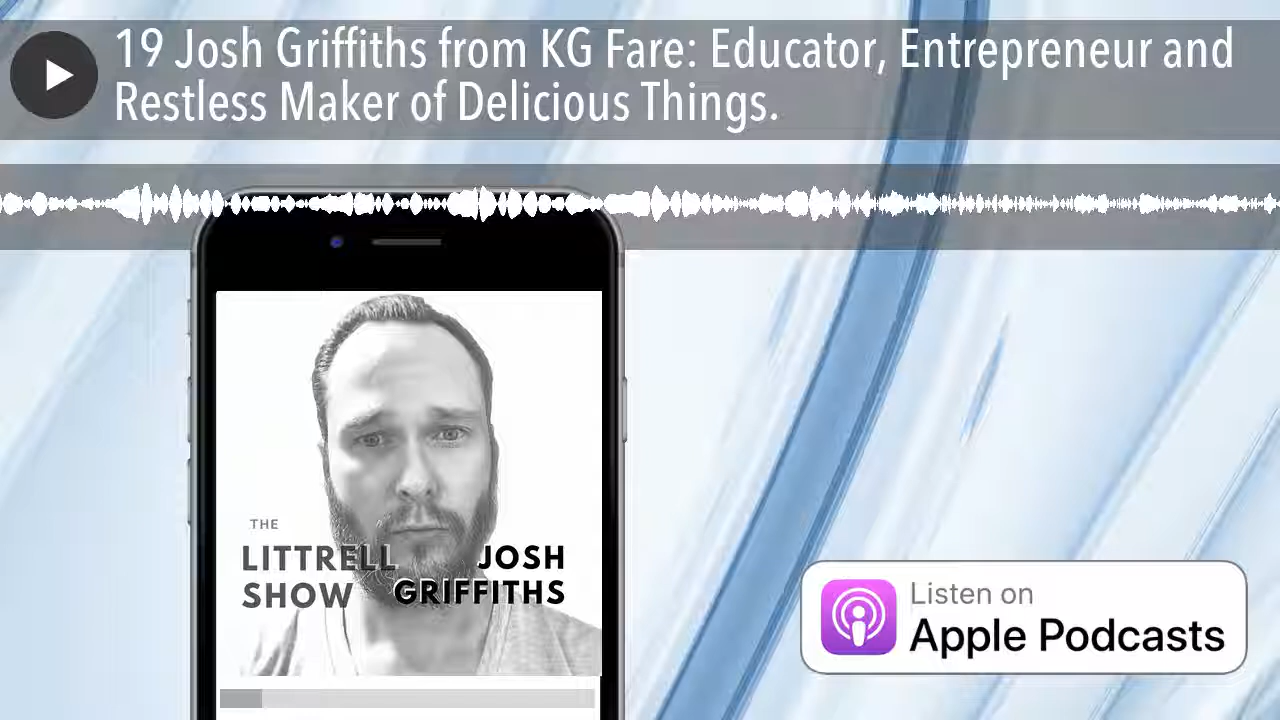 19 Josh Griffiths from KG Fare: Educator, Entrepreneur and
Restless Maker of Delicious Things.
THE
LITTRELL
SHOW
JOSH
GRIFFITHS
Listen on
Apple Podcasts